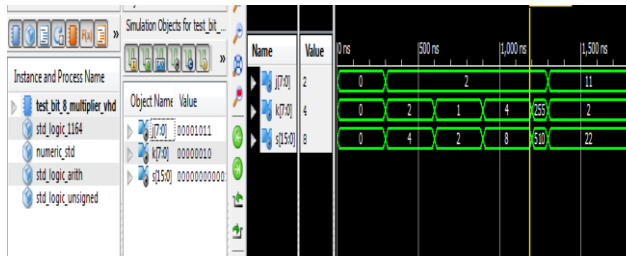 Simulation Objects for test_bit_...
»
»
Instance and Process Name
test_bit_8_multiplier_vhd
std_logic_1164
numeric_std
std_logic_arith
std_logic_unsigned
Object Name Value
j[7:0] 00001011
k[7:0] 00000010
s[15:0] 00000000000
Name Value
0 ns 500 ns 1,000 ns 1,500 ns
j[7:0] 2 0 2 11
k[7:0] 4 0 2 1 4 255 2
s[15:0] 8 0 4 2 8 510 22